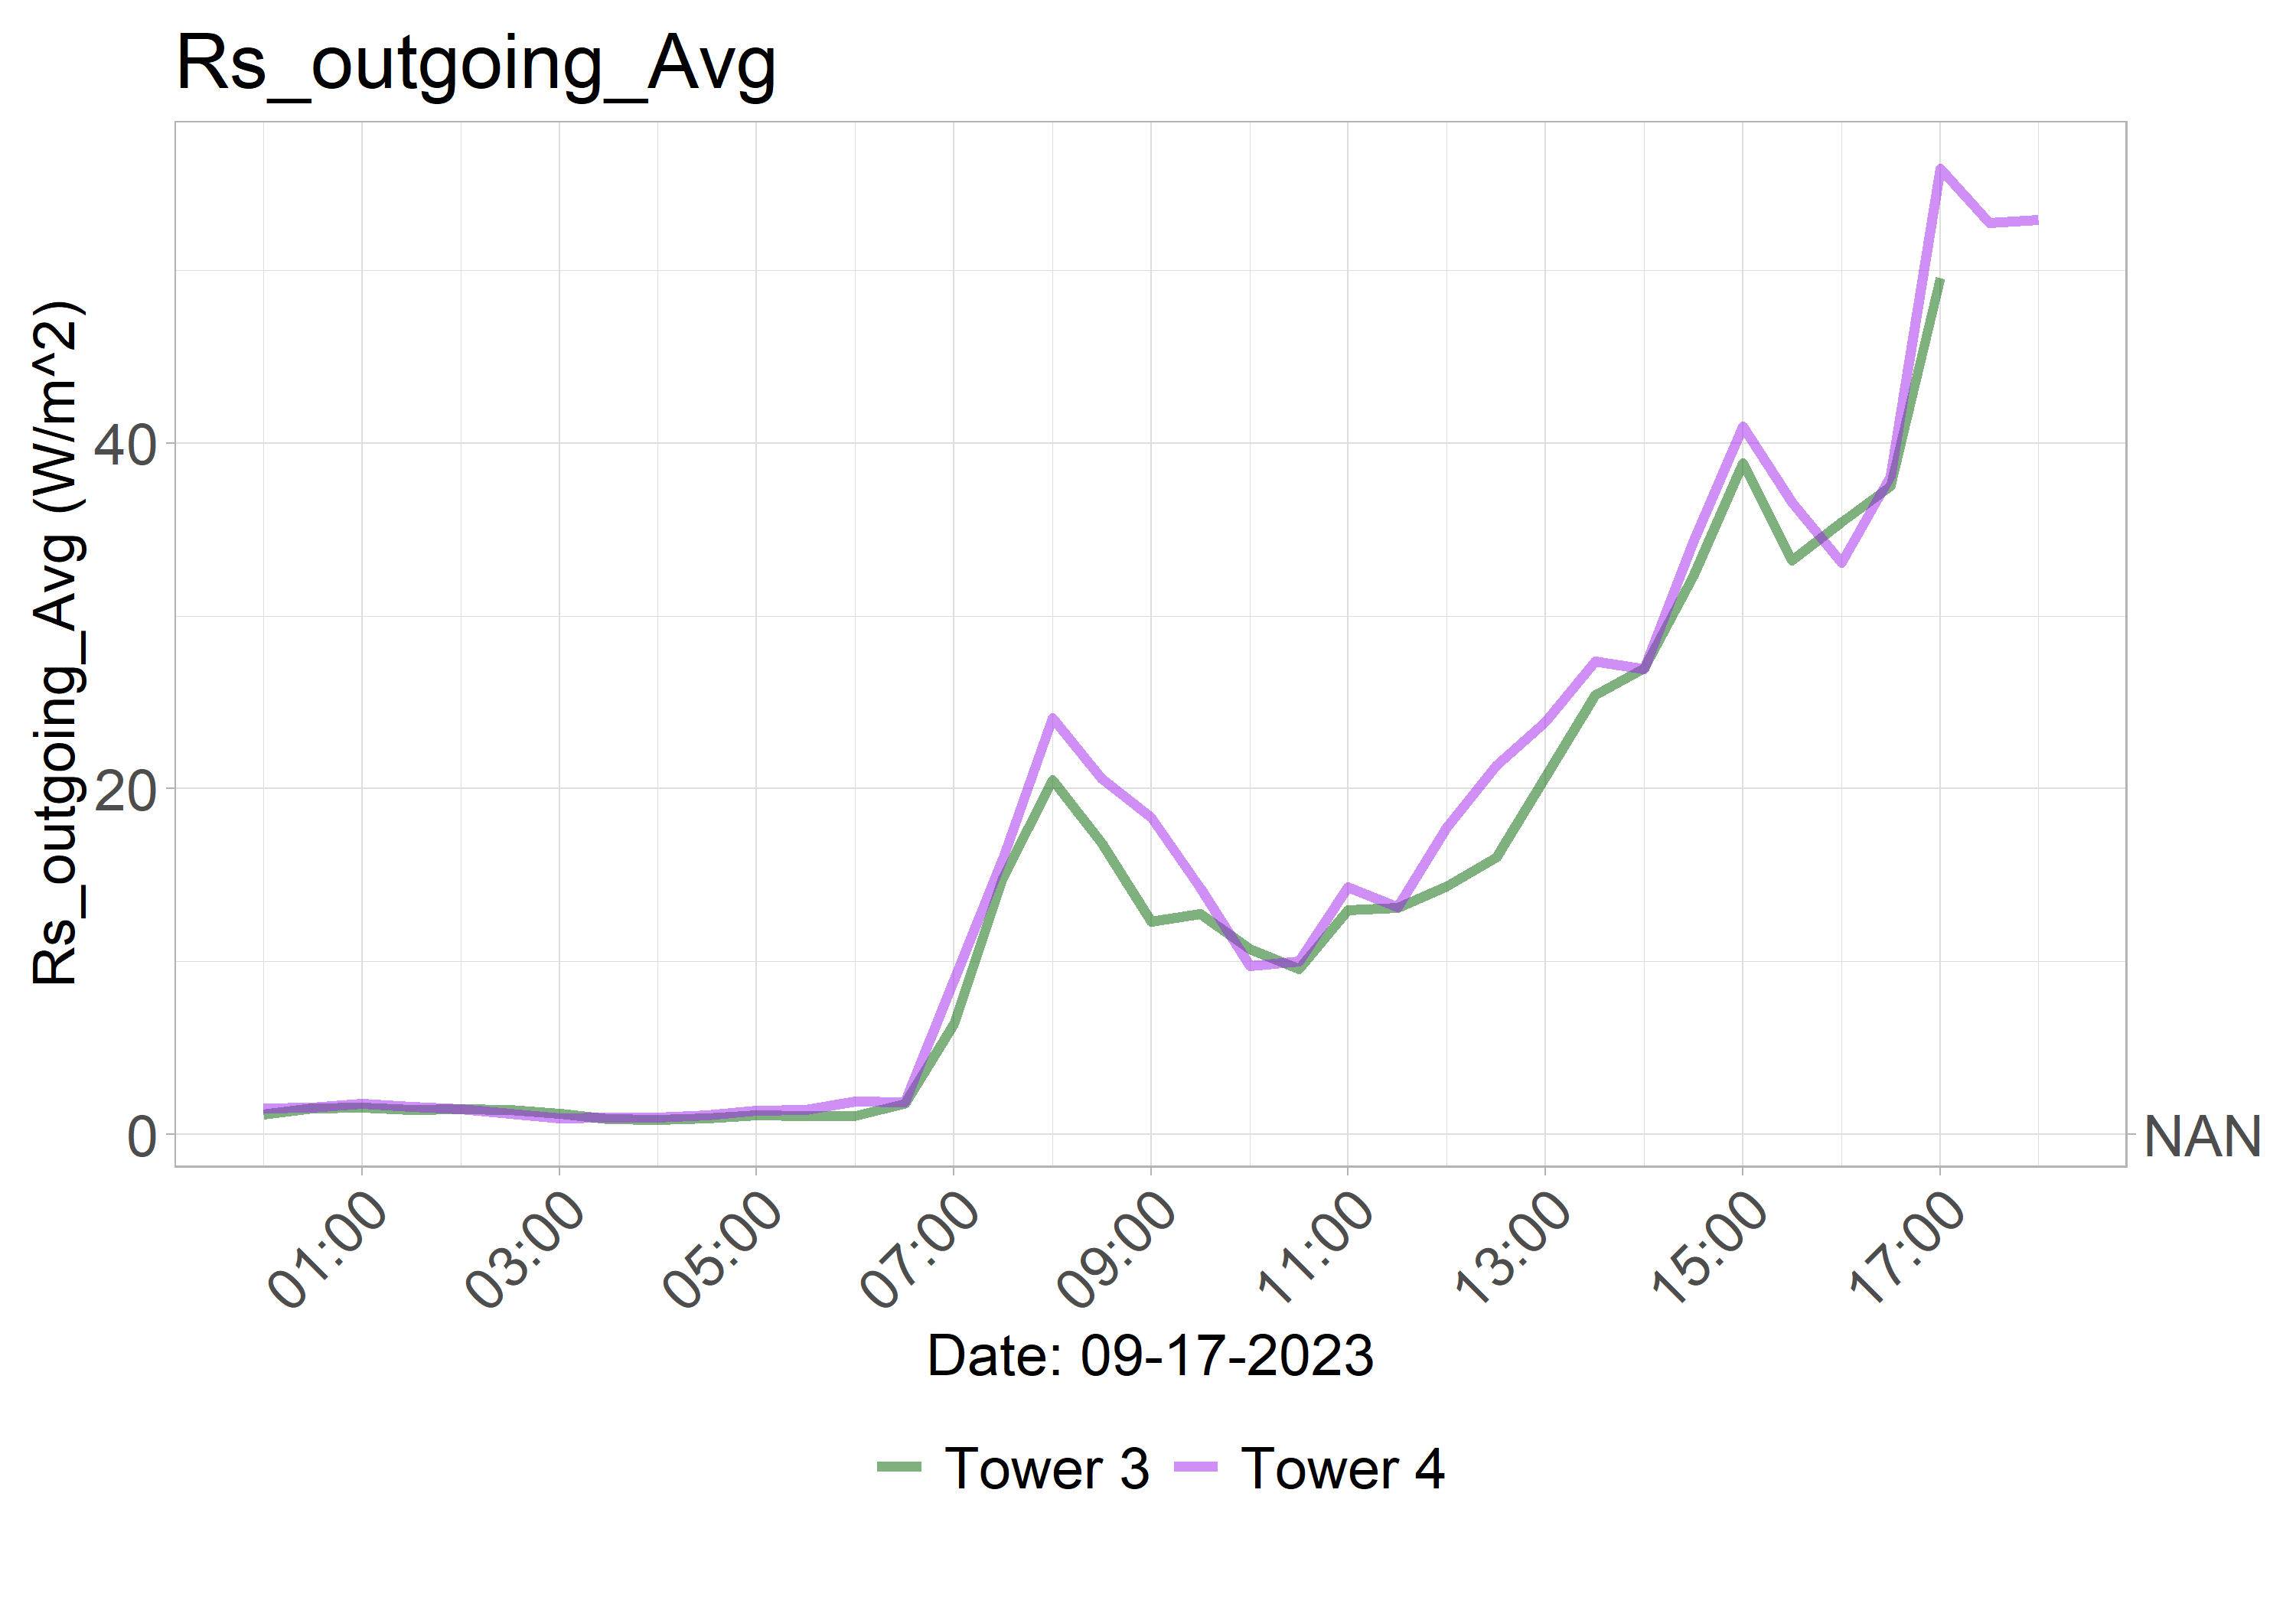 Rs_outgoing_Avg
Rs_outgoing_Avg (W/m^2)
40
20
0
NAN
01:00 03:00 05:00 07:00 09:00 11:00 13:00 15:00 17:00
Date: 09-17-2023
Tower 3 Tower 4